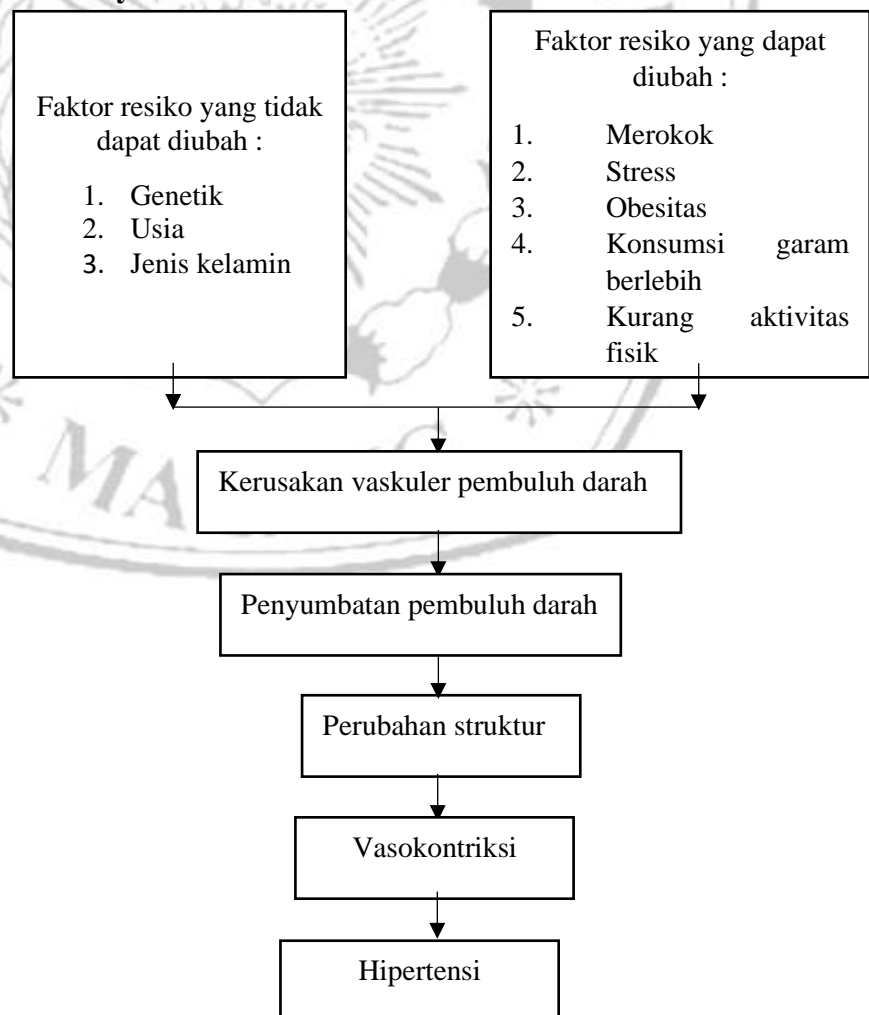 Faktor resiko yang tidak
dapat diubah :
1. Genetik
2. Usia
3. Jenis kelamin
Faktor resiko yang dapat
diubah :
1. Merokok
2. Stress
3. Obesitas
4. Konsumsi garam
berlebih
5. Kurang aktivitas
fisik
MA
Kerusakan vaskuler pembuluh darah
Penyumbatan pembuluh darah
Perubahan struktur
Vasokontriksi
Hipertensi